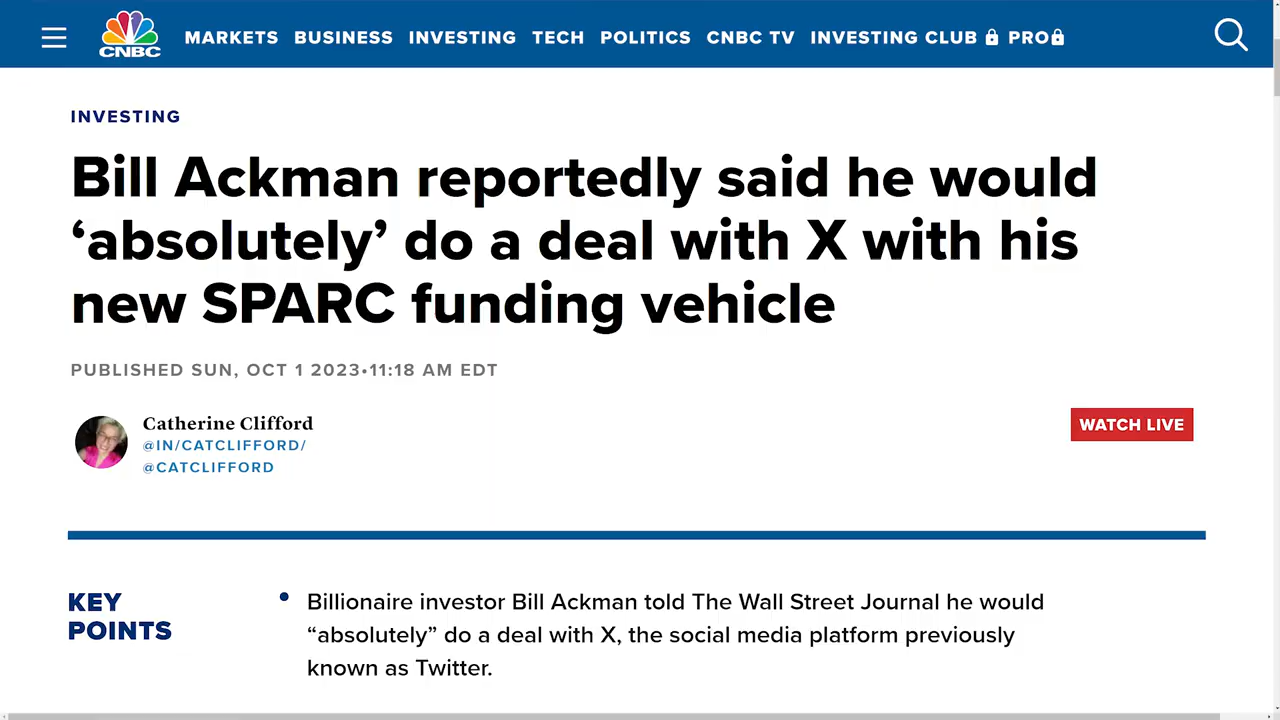 CNBC MARKETS BUSINESS INVESTING TECH POLITICS CNBC TV INVESTING CLUB PRO
INVESTING
Bill Ackman reportedly said he would
‘absolutely’ do a deal with X with his
new SPARC funding vehicle
PUBLISHED SUN, OCT 1 2023•11:18 AM EDT
Catherine Clifford
@IN/CATCLIFFORD/
@CATCLIFFORD
WATCH LIVE
KEY
POINTS
• Billionaire investor Bill Ackman told The Wall Street Journal he would
“absolutely” do a deal with X, the social media platform previously
known as Twitter.